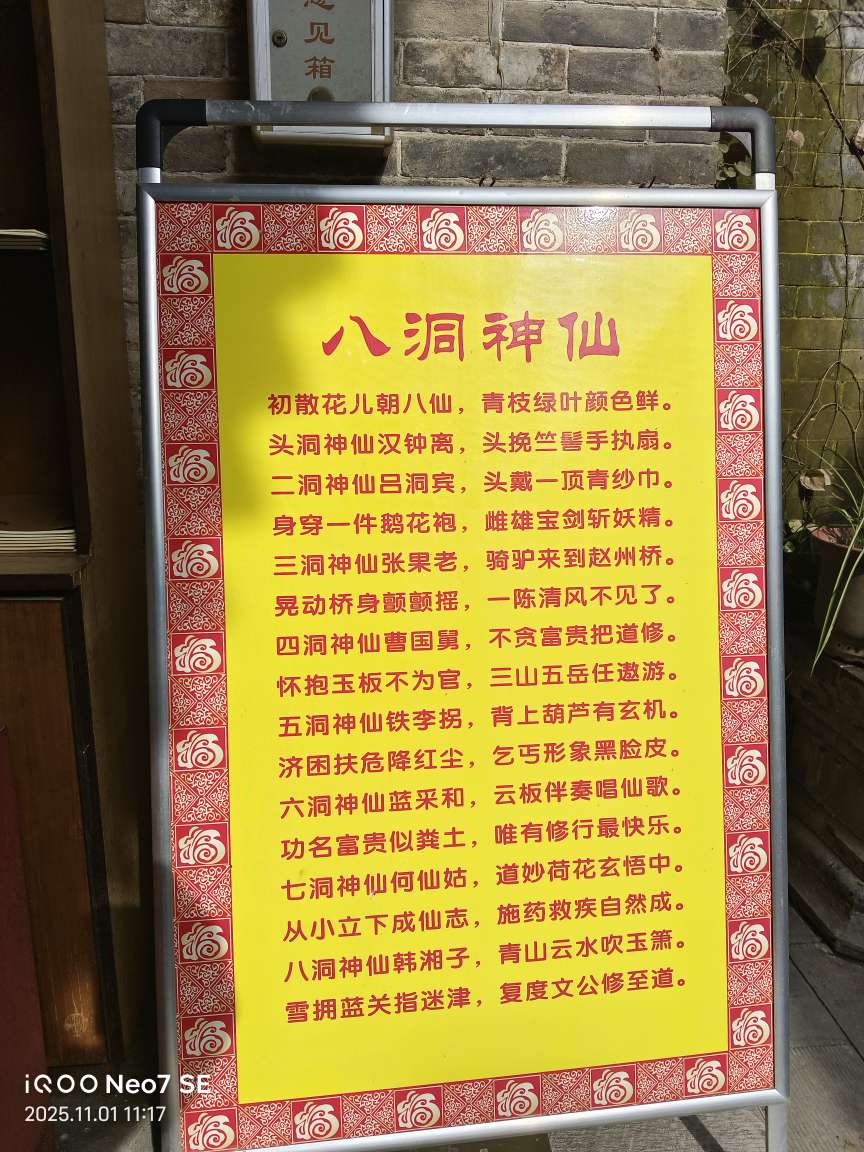 意见箱
八洞神仙
初散花儿朝八仙，青枝绿叶颜色鲜。
头洞神仙汉钟离，头挽竺髻手执扇。
二洞神仙吕洞宾，头戴一顶青纱巾。
身穿一件鹅花袍，雌雄宝剑斩妖精。
三洞神仙张果老，骑驴来到赵州桥。
晃动桥身颤颤摇，一陈清风不见了。
四洞神仙曹国舅，不贪富贵把道修。
怀抱玉板不为官，三山五岳任遨游。
五洞神仙铁李拐，背上葫芦有玄机。
济困扶危降红尘，乞丐形象黑脸皮。
六洞神仙蓝采和，云板伴奏唱仙歌。
功名富贵似粪土，唯有修行最快乐。
七洞神仙何仙姑，道妙荷花玄悟中。
从小立下成仙志，施药救疾自然成。
八洞神仙韩湘子，青山云水吹玉箫。
雪拥蓝关指迷津，复度文公修至道。
iQOO Neo7 SE
2025.11.01 11:17